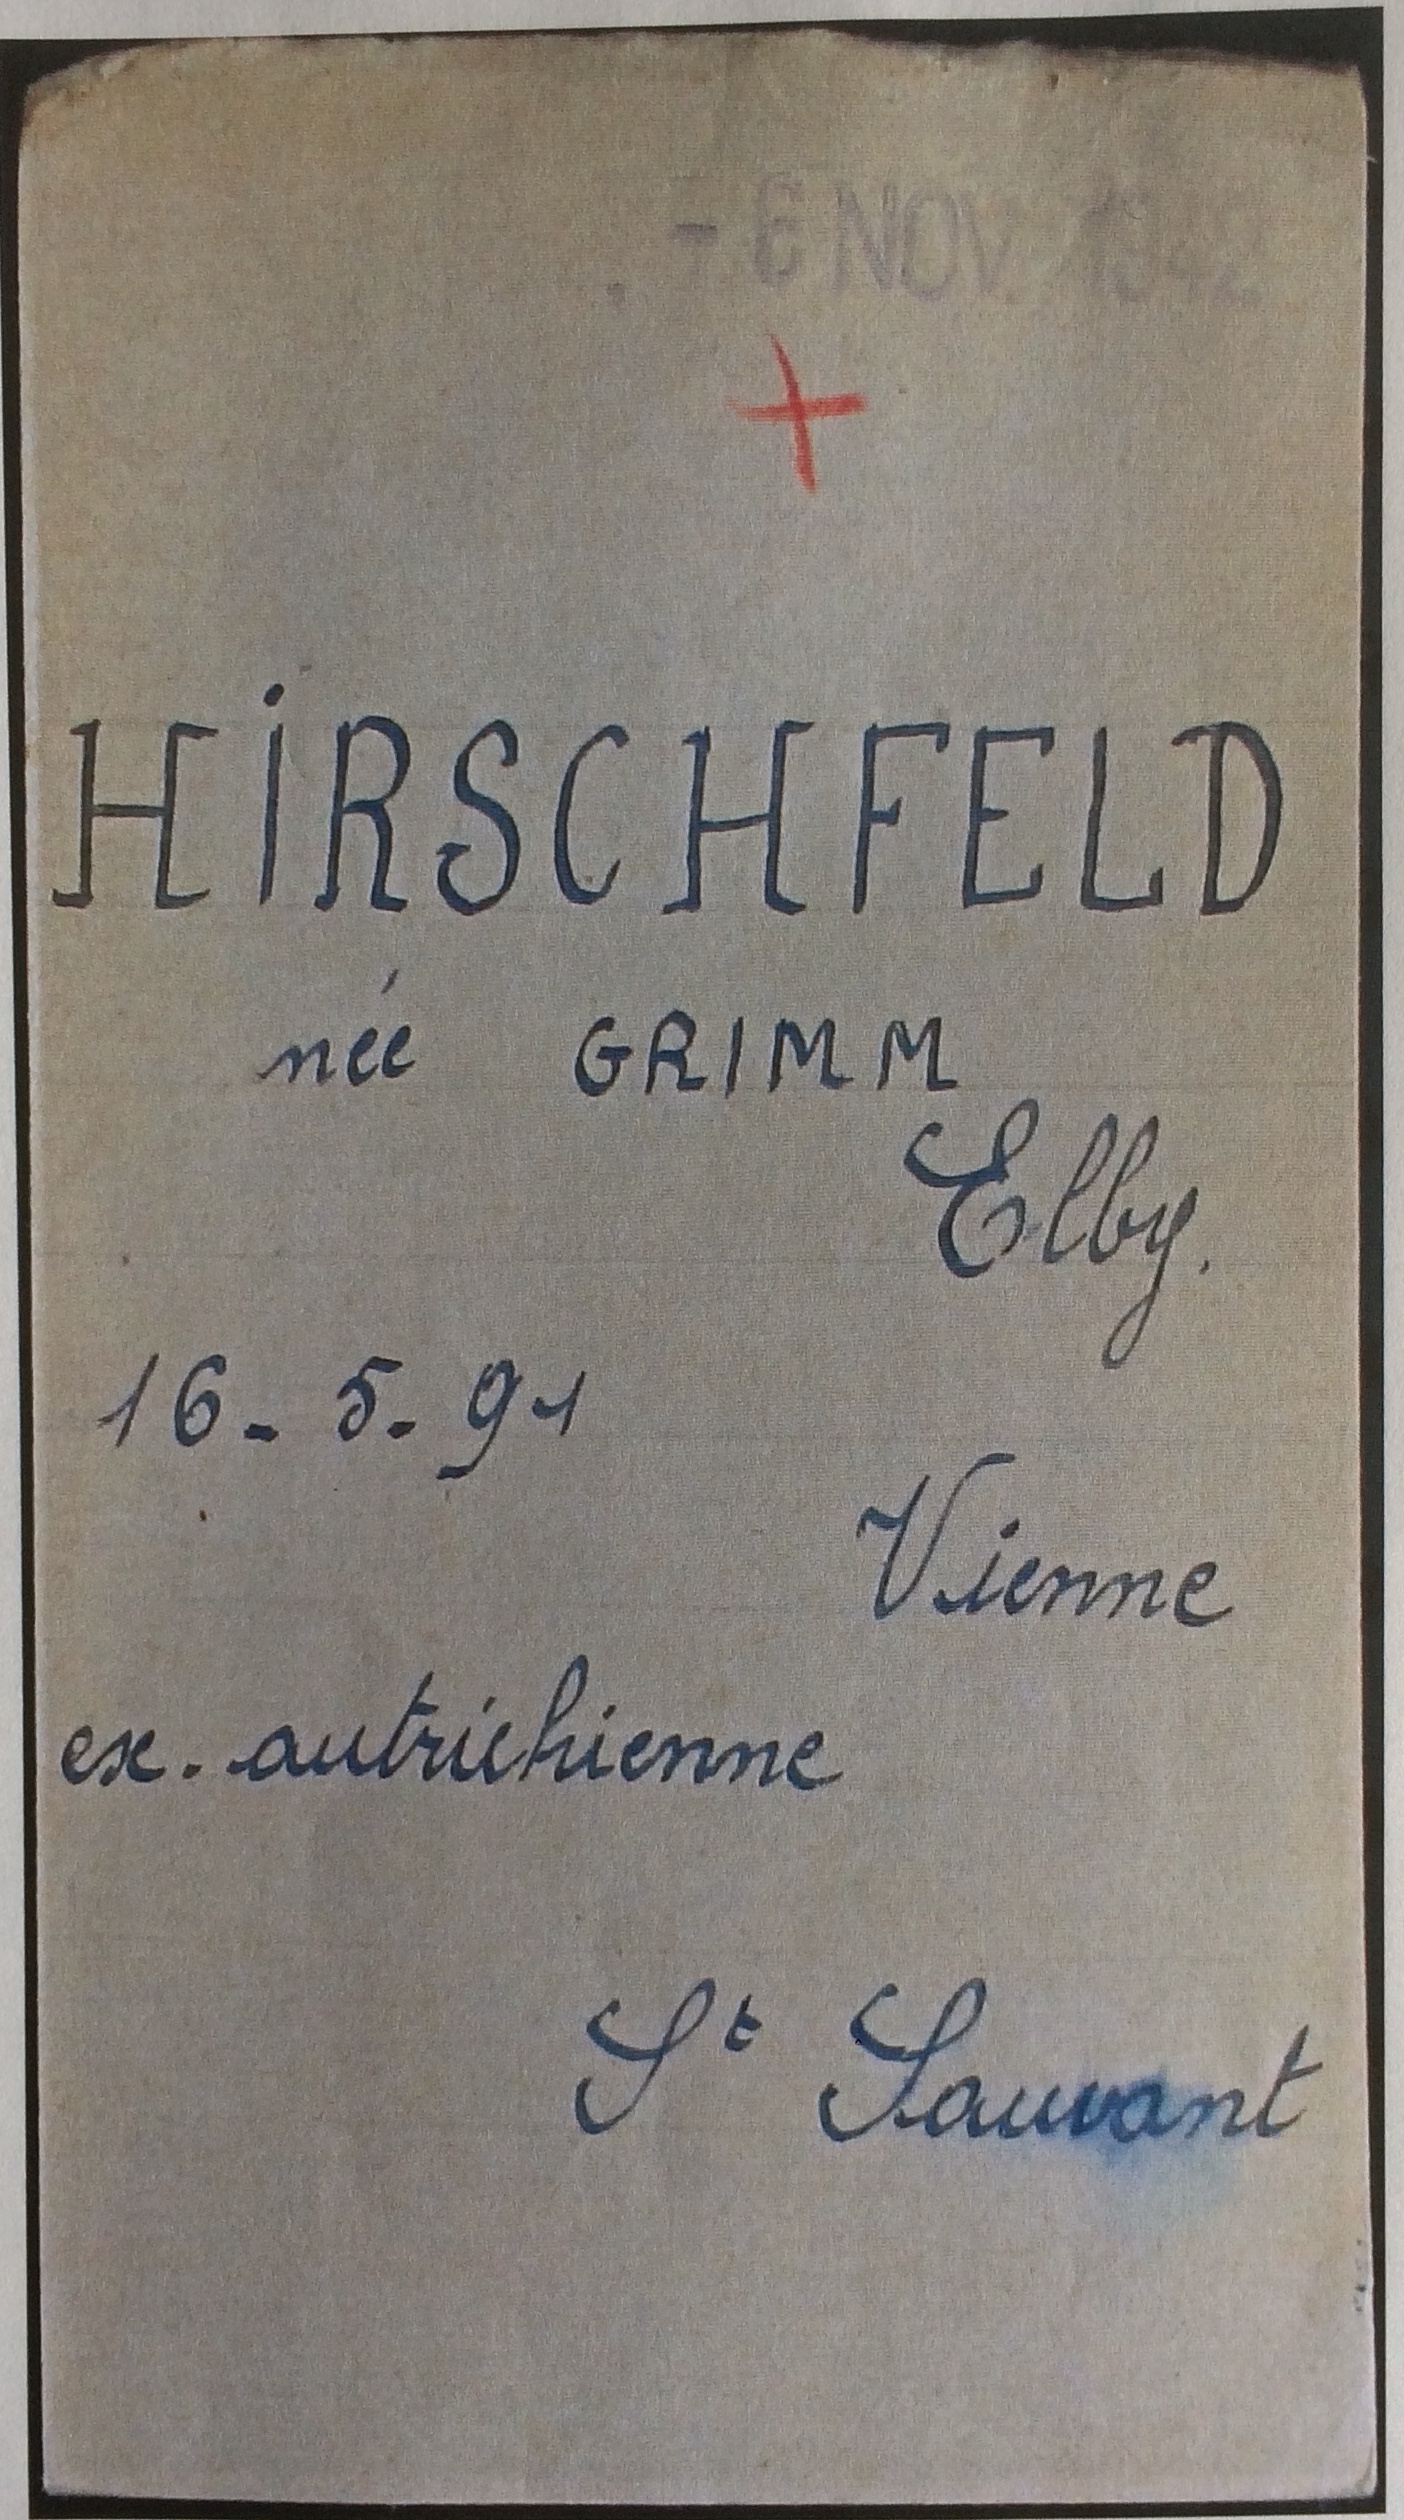 - 6 NOV. 1942
+
HIRSCHFELD
née GRIMM
Elby.
16-5-91
Vienne
ex. autrichienne
St Sauvant